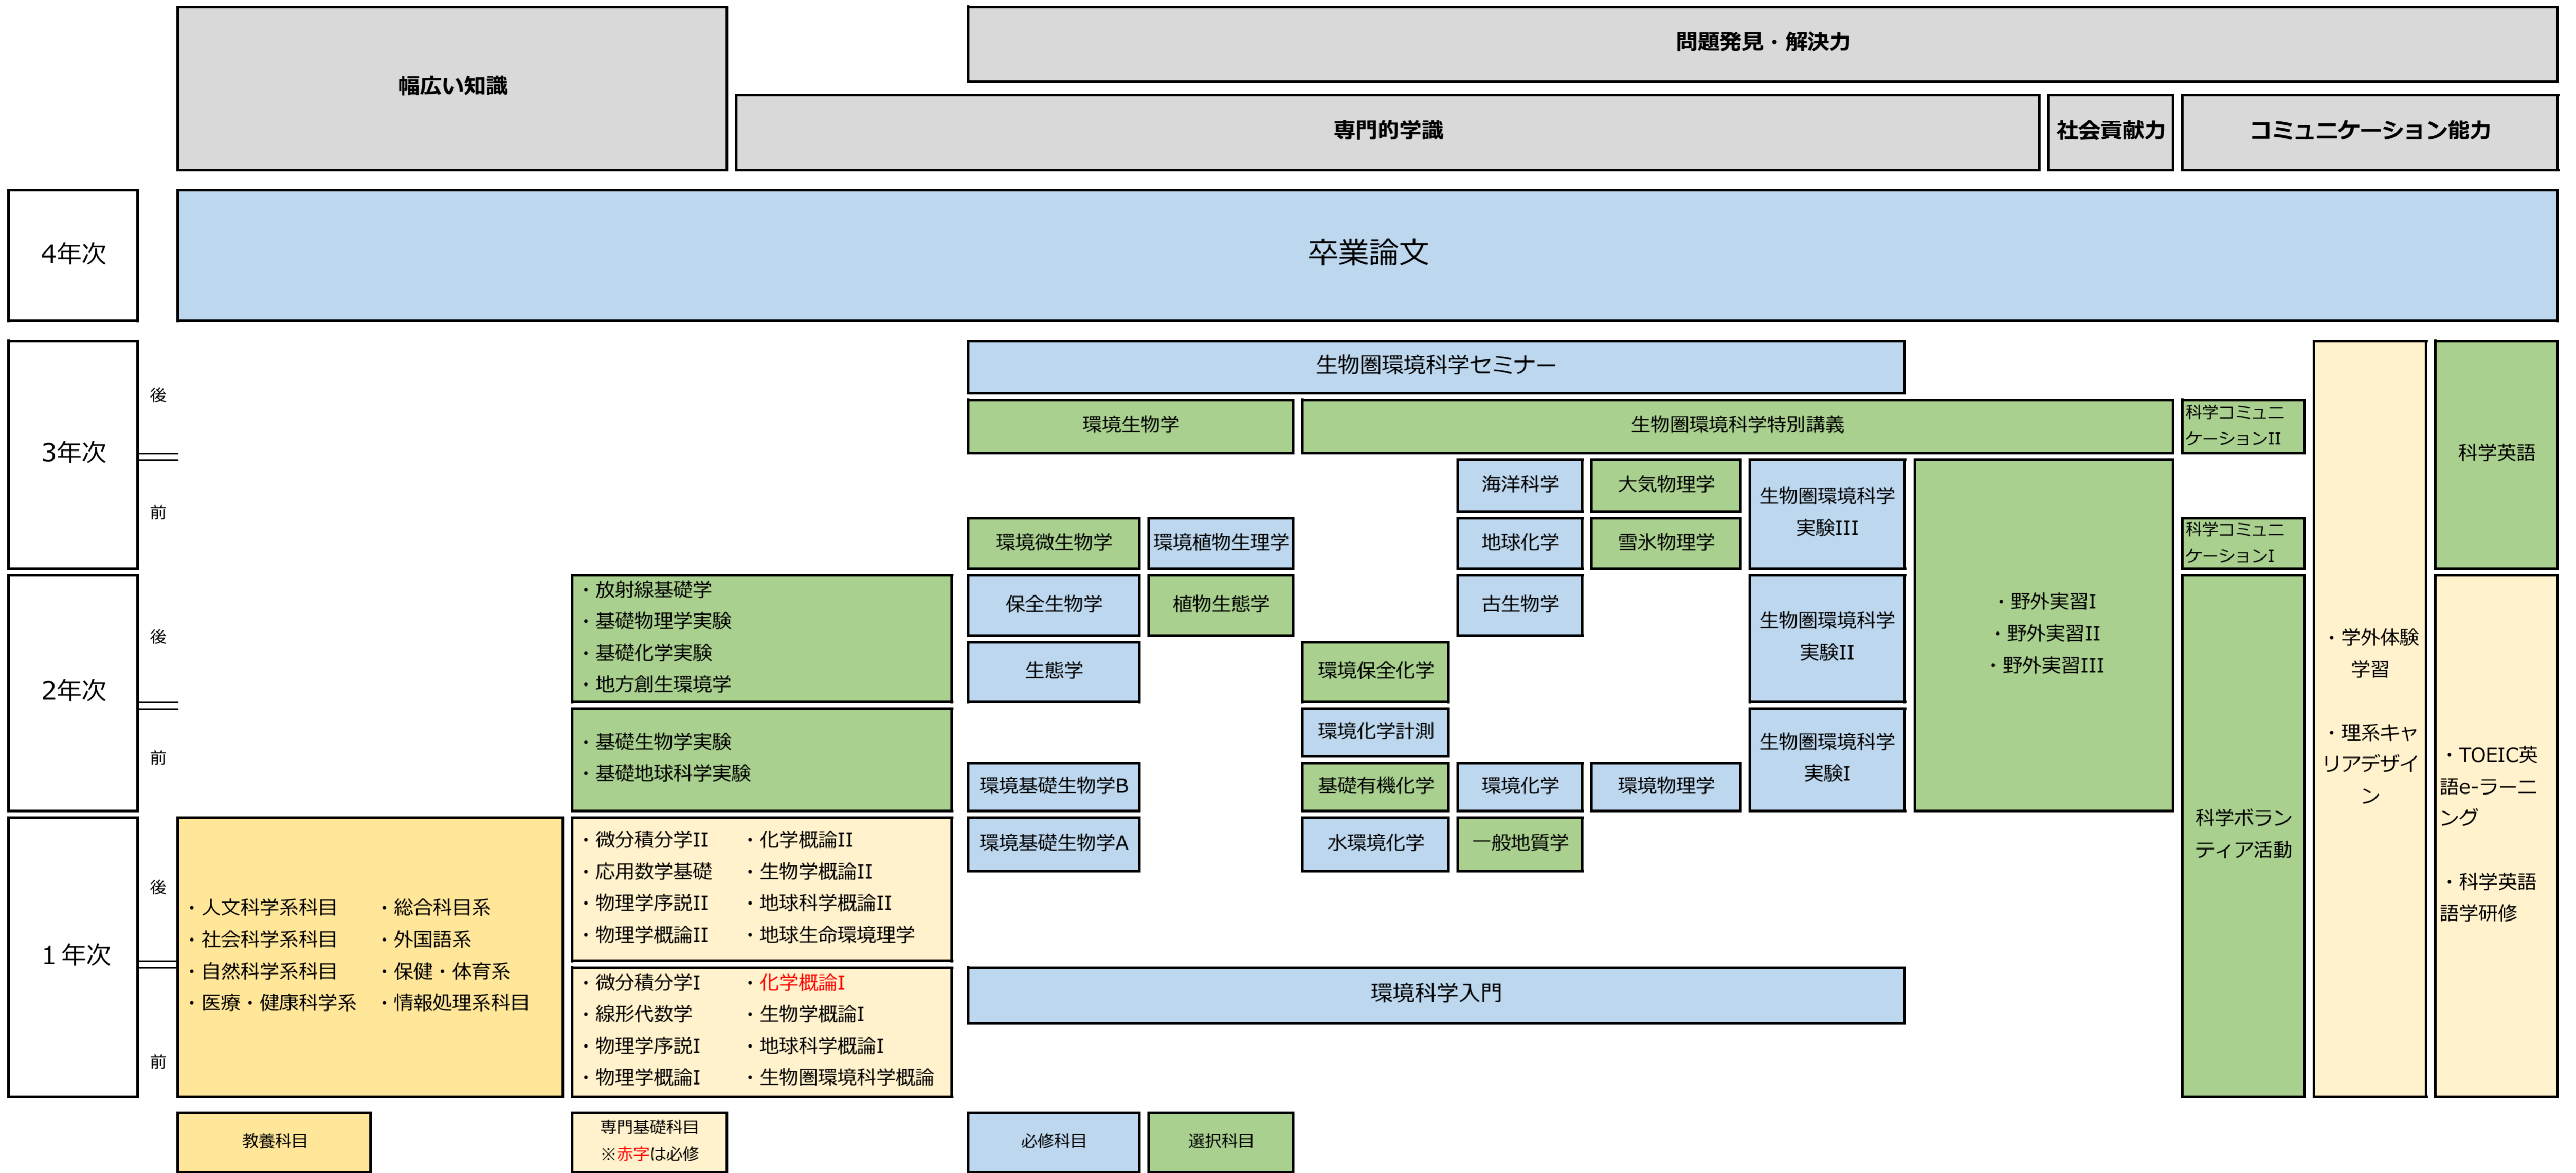 幅広い知識
問題発見・解決力
専門的学識
社会貢献力
コミュニケーション能力
4年次
卒業論文
3年次
後
前
生物圏環境科学セミナー
環境生物学
生物圏環境科学特別講義
科学コミュニ
ケーションII
科学英語
海洋科学
大気物理学
生物圏環境科学
実験III
環境微生物学
環境植物生理学
地球化学
雪氷物理学
科学コミュニ
ケーションI
2年次
後
前
・放射線基礎学
・基礎物理学実験
・基礎化学実験
・地方創生環境学
保全生物学
植物生態学
古生物学
生物圏環境科学
実験II
・野外実習I
・野外実習II
・野外実習III
生態学
環境保全化学
・学外体験
学習
・理系キャ
リアデザイ
ン
・基礎生物学実験
・基礎地球科学実験
環境化学計測
生物圏環境科学
実験I
環境基礎生物学B
基礎有機化学
環境化学
環境物理学
・TOEIC英
語e-ラーニ
ング
・科学英語
語学研修
科学ボラン
ティア活動
１年次
後
前
・人文科学系科目
・社会科学系科目
・自然科学系科目
・医療・健康科学系
・総合科目系
・外国語系
・保健・体育系
・情報処理系科目
・微分積分学II
・応用数学基礎
・物理学序説II
・物理学概論II
・化学概論II
・生物学概論II
・地球科学概論II
・地球生命環境理学
環境基礎生物学A
水環境化学
一般地質学
・微分積分学I
・線形代数学
・物理学序説I
・物理学概論I
・化学概論I
・生物学概論I
・地球科学概論I
・生物圏環境科学概論
環境科学入門
教養科目
専門基礎科目
※赤字は必修
必修科目
選択科目